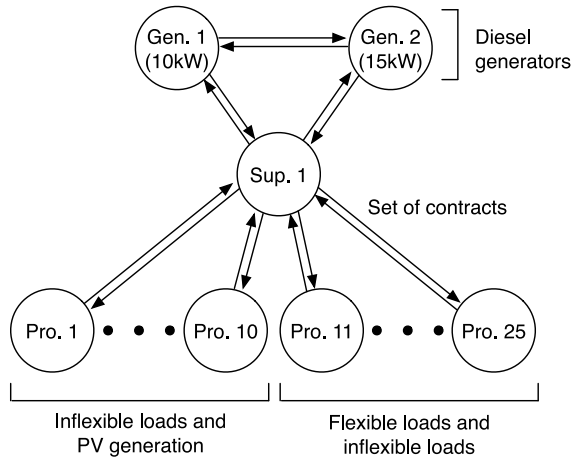 Gen. 1
(10kW)
Gen. 2
(15kW)
Diesel
generators
Sup. 1
Set of contracts
Pro. 1
Pro. 10
Pro. 11
Pro. 25
Inflexible loads and
PV generation
Flexible loads and
inflexible loads